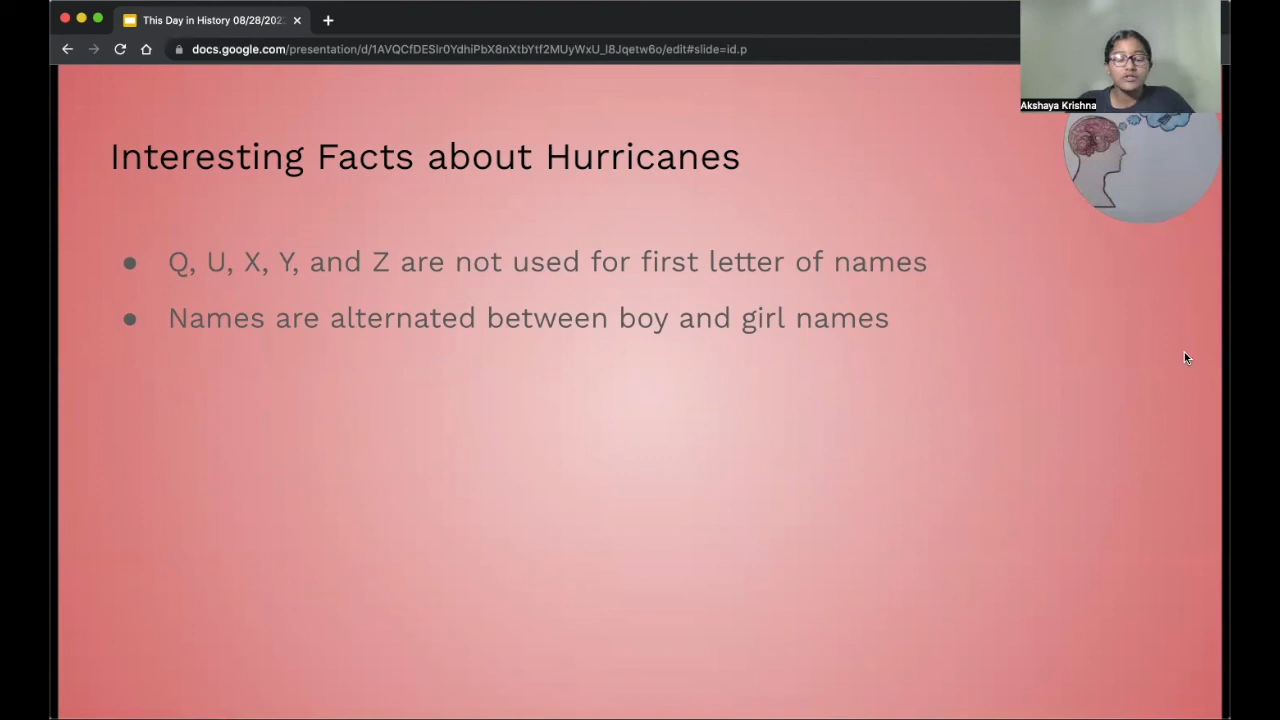 This Day in History 08/28/202
docs.google.com/presentation/d/1AVQCfDESIr0YdhiPbX8nXtbYtf2MUyWxU_l8Jqetw6o/edit#slide=id.p
Akshaya Krishna
Interesting Facts about Hurricanes
● Q, U, X, Y, and Z are not used for first letter of names
● Names are alternated between boy and girl names